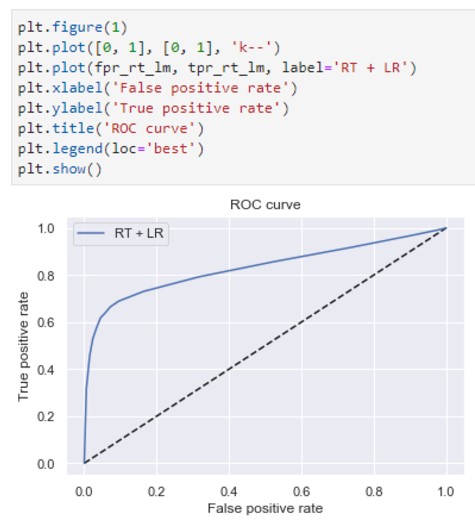 plt.figure(1)
plt.plot([0, 1], [0, 1], 'k--')
plt.plot(fpr_rt_lm, tpr_rt_lm, label='RT + LR')
plt.xlabel('False positive rate')
plt.ylabel('True positive rate')
plt.title('ROC curve')
plt.legend(loc='best')
plt.show()
ROC curve
RT + LR
True positive rate
1.0
0.8
0.6
0.4
0.2
0.0
0.0 0.2 0.4 0.6 0.8 1.0
False positive rate